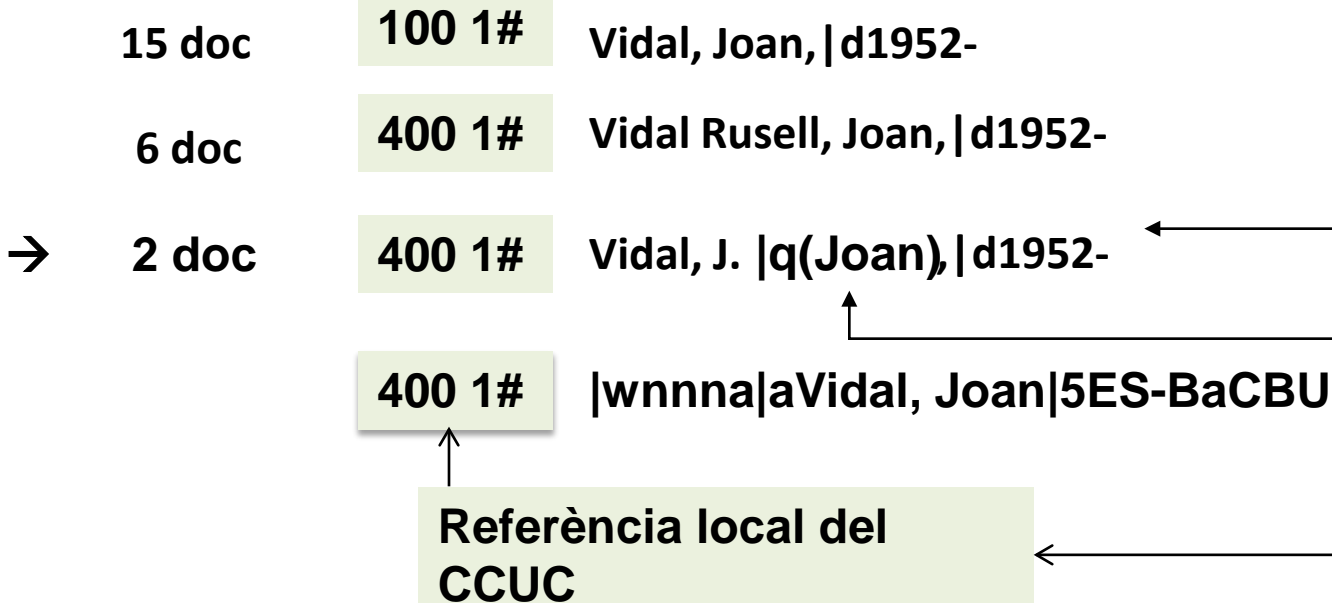 15 doc 100 1# Vidal, Joan,|d1952-
6 doc 400 1# Vidal Rusell, Joan,|d1952-
→ 2 doc 400 1# Vidal, J. |q(Joan),|d1952-
400 1# |wnnna|aVidal, Joan|5ES-BaCBU
Referència local del
CCUC